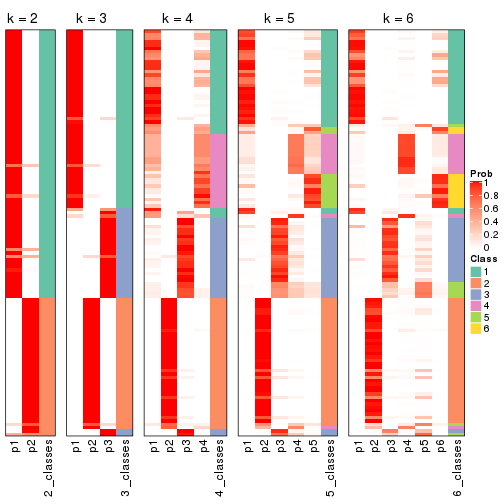 k = 2
k = 3
k = 4
k = 5
k = 6
p1
p2
2_classes
p1
p2
p3
3_classes
p1
p2
p3
p4
4_classes
p1
p2
p3
p4
p5
5_classes
p1
p2
p3
p4
p5
p6
6_classes
Prob
1
0.8
0.6
0.4
0.2
0
Class
1
2
3
4
5
6